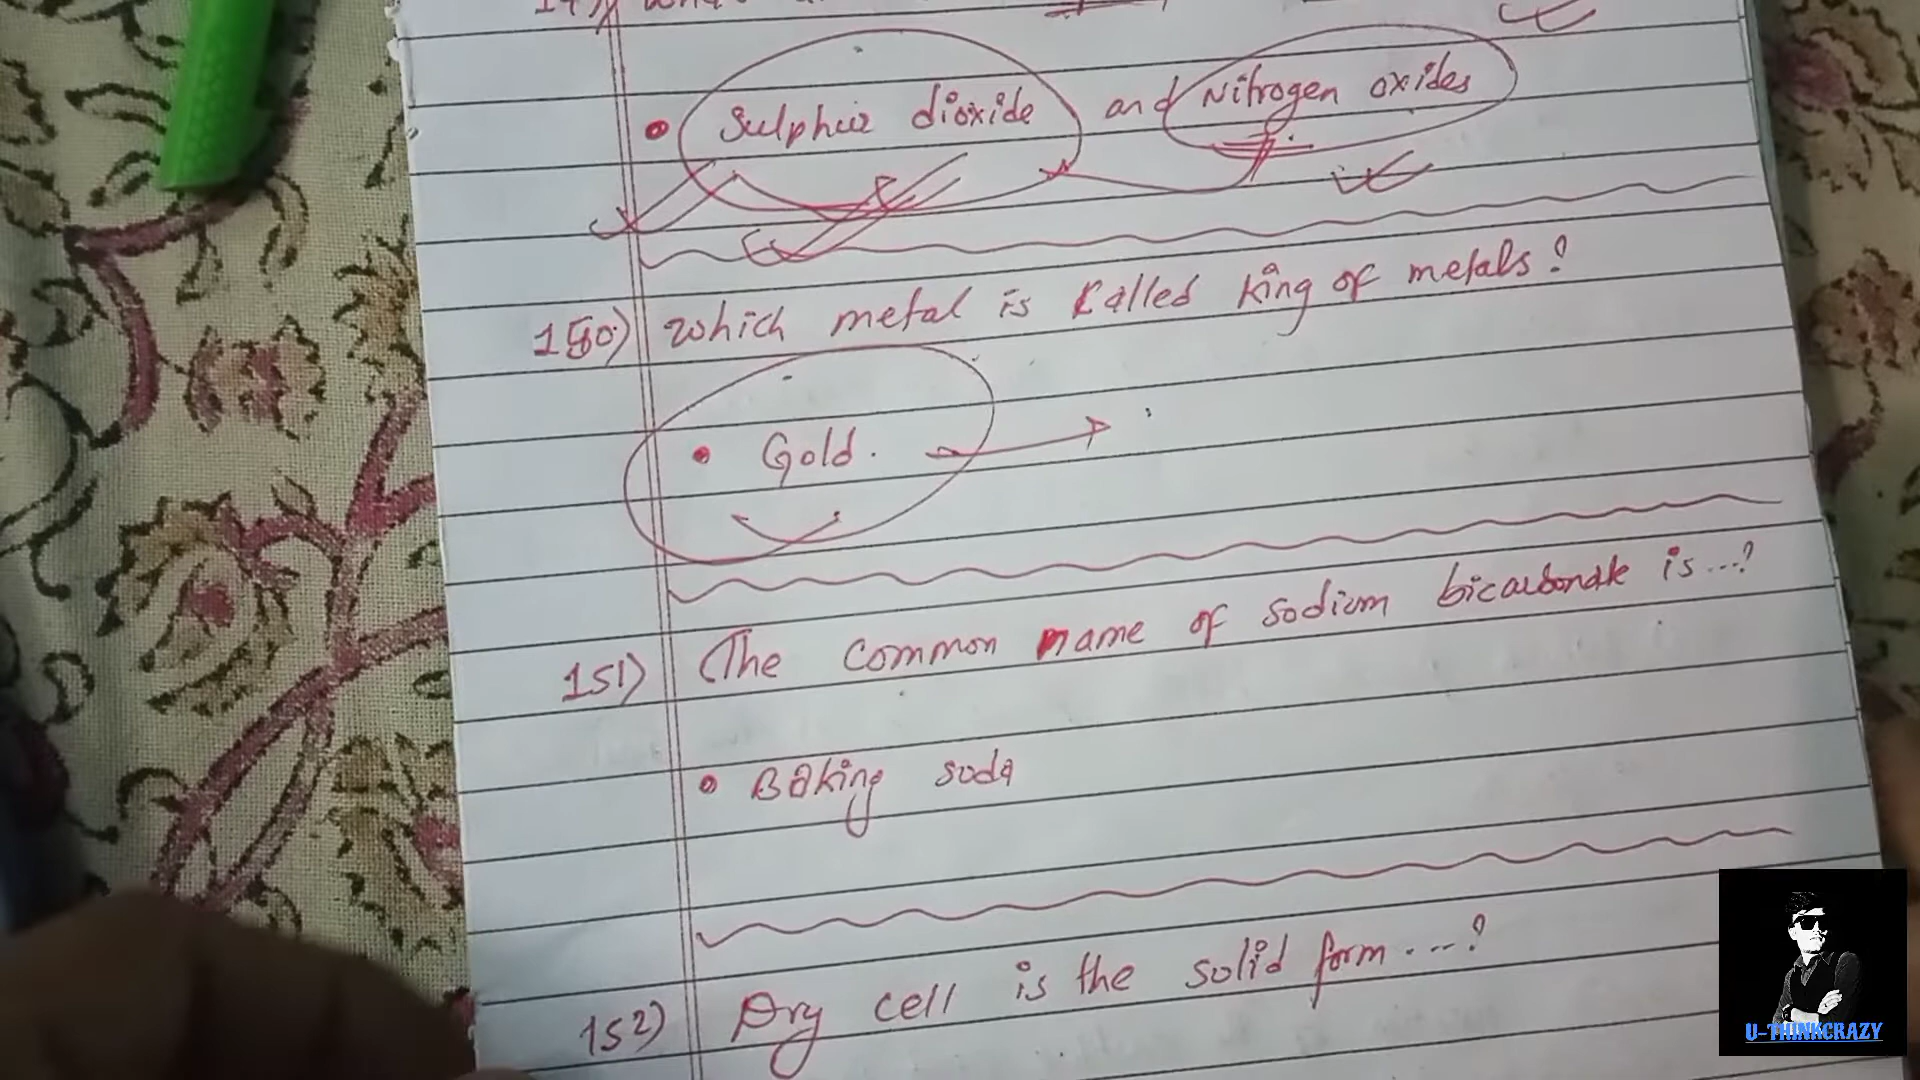 • Sulphur dioxide and Nitrogen oxides
150) which metal is called king of metals?
• Gold.
151) The common name of sodium bicarbonate is...?
• Baking soda
152) Dry cell is the solid form....?
U-THINKCRAZY